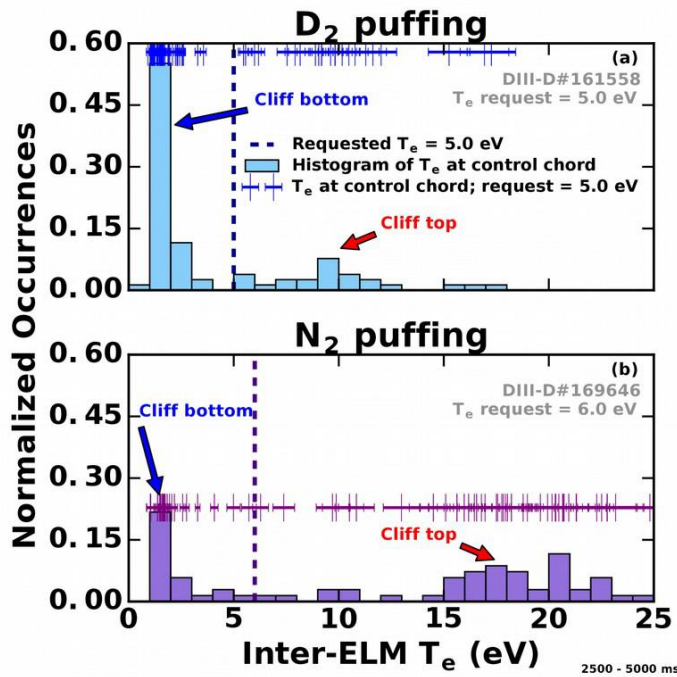 D2 puffing
Normalized Occurrences
0.60
0.45
0.30
0.15
0.00
(a)
DIII-D#161558
Te request = 5.0 eV
Cliff bottom
Requested Te = 5.0 eV
Histogram of Te at control chord
Te at control chord; request = 5.0 eV
Cliff top
N2 puffing
0.60
0.45
0.30
0.15
0.00
(b)
DIII-D#169646
Te request = 6.0 eV
Cliff bottom
Cliff top
0 5 10 15 20 25
Inter-ELM Te (eV)
2500 - 5000 ms